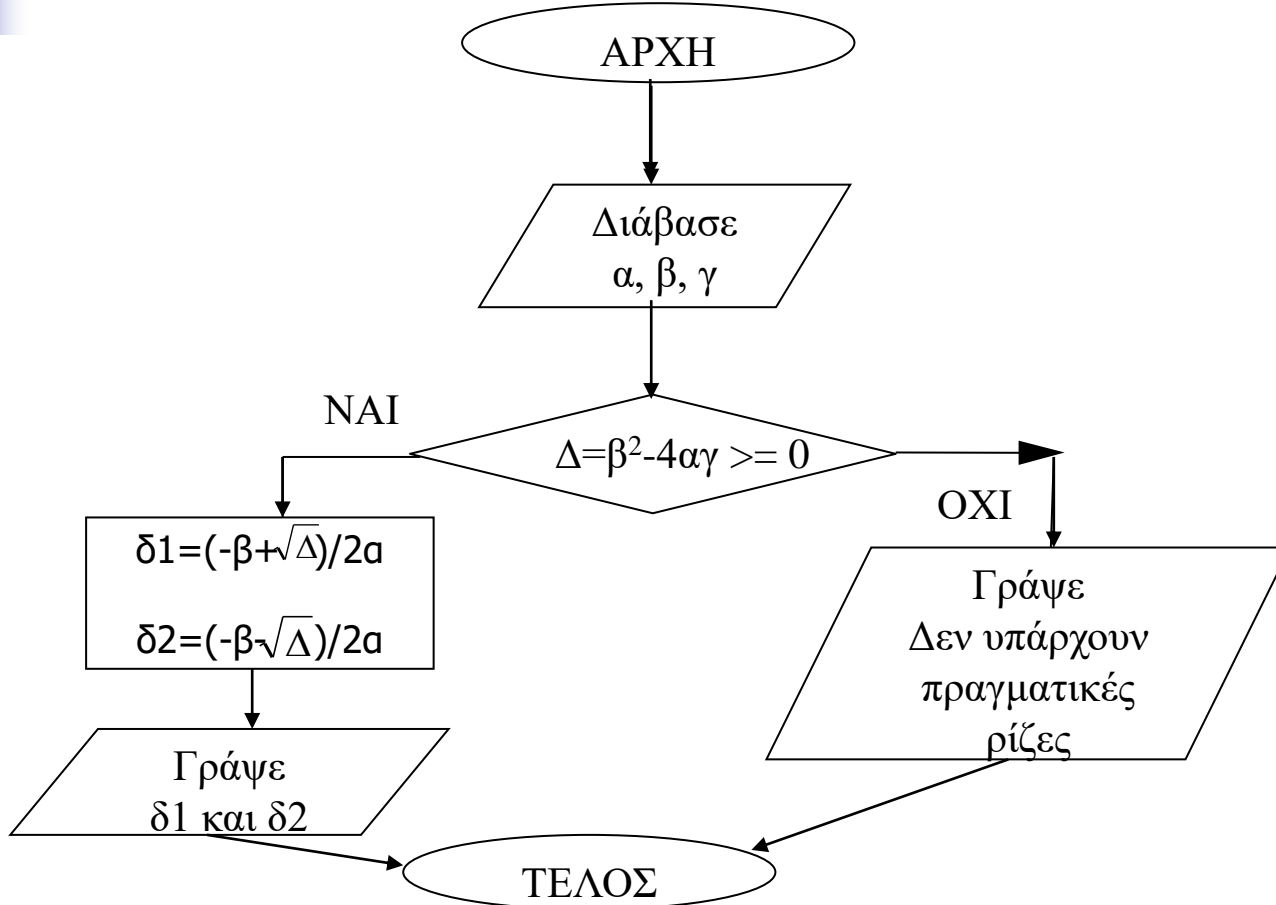 ΑΡΧΗ
Διάβασε
α, β, γ
ΝΑΙ
Δ=β²-4αγ >= 0
ΟΧΙ
δ1=(-β+√Δ)/2α
δ2=(-β-√Δ)/2α
Γράψε
Δεν υπάρχουν
πραγματικές
ρίζες
Γράψε
δ1 και δ2
ΤΕΛΟΣ